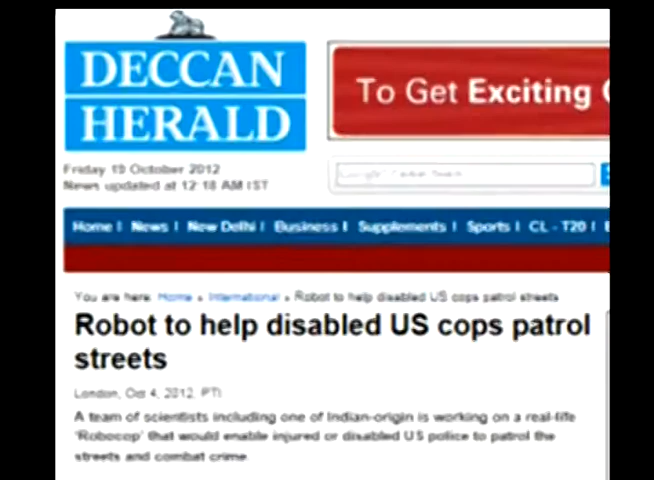 DECCAN
HERALD
To Get Exciting
Friday 19 October 2012
News updated at 12:18 AM IST
Home | News | New Delhi | Business | Supplements | Sports | CL - T20 |
You are here: Home » International » Robot to help disabled US cops patrol streets
Robot to help disabled US cops patrol
streets
London, Oct 4, 2012, PTI
A team of scientists including one of Indian-origin is working on a real-life
'Robocop' that would enable injured or disabled US police to patrol the
streets and combat crime.